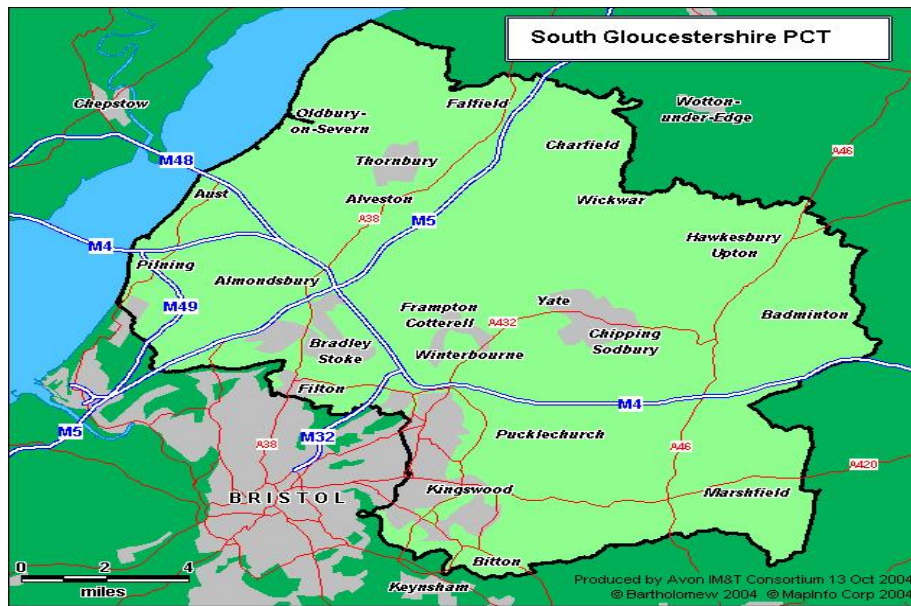 South Gloucestershire PCT
Chepstow
Oldbury-
on-Severn
Falfield
Wotton-
under-Edge
Charfield
A46
M48
Thornbury
Aust
Alveston
Wickwar
A38
M5
M4
Hawkesbury
Upton
Pilning
Almondsbury
M49
Frampton
Cotterell
Yate
A432
Chipping
Sodbury
Badminton
Bradley
Stoke
Winterbourne
Filton
M4
M5
A38
M32
Pucklechurch
A46
A420
BRISTOL
Kingswood
Marshfield
Bitton
Keynsham
0 2 4
miles
Produced by Avon IM&T Consortium 13 Oct 2004
© Bartholomew 2004 © MapInfo Corp 2004